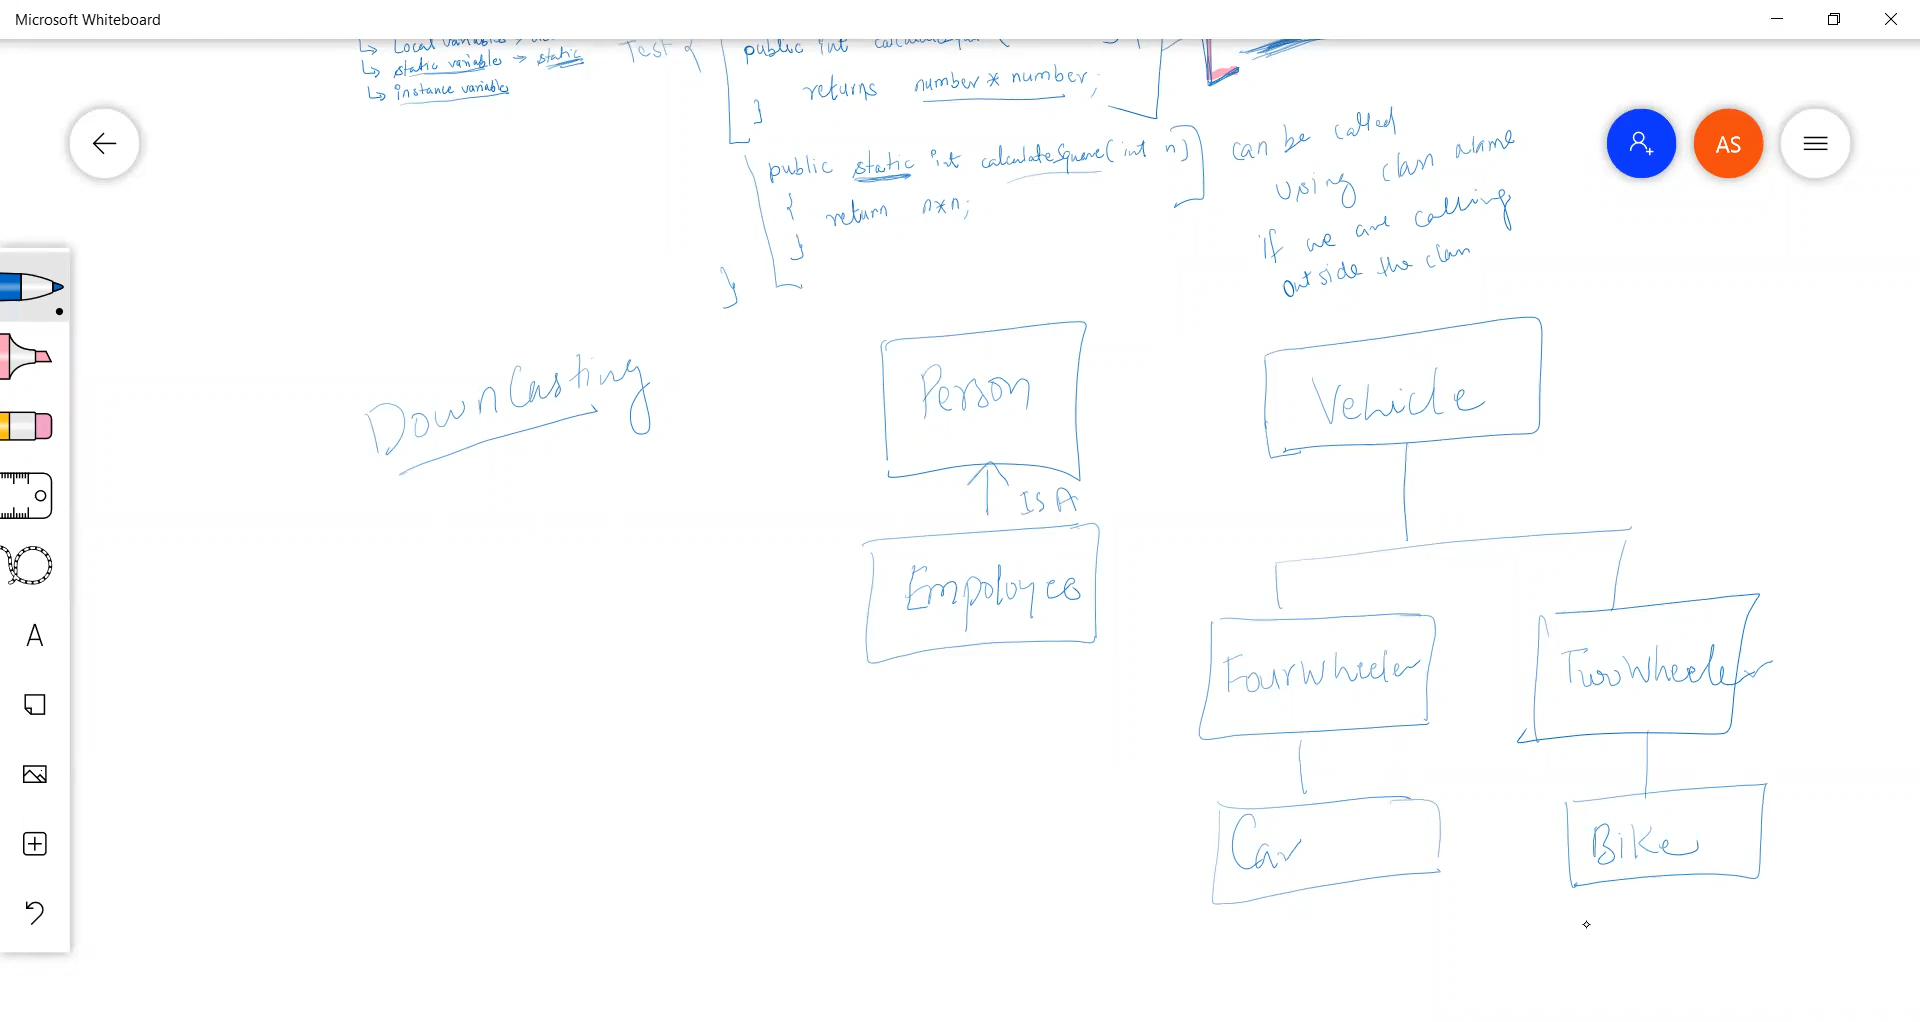 Microsoft Whiteboard
↳ Local variables
↳ static variables → static
↳ instance variable
Test {
public int
returns number * number;
}
public static int calculateSquare(int n)
{ return n*n;
}
}
can be called
using class name
if we are calling
outside the class
AS
DownCasting
Person
IS A
Empoloyee
Vehicle
FourWheeler
TwoWheeler
Car
Bike
A